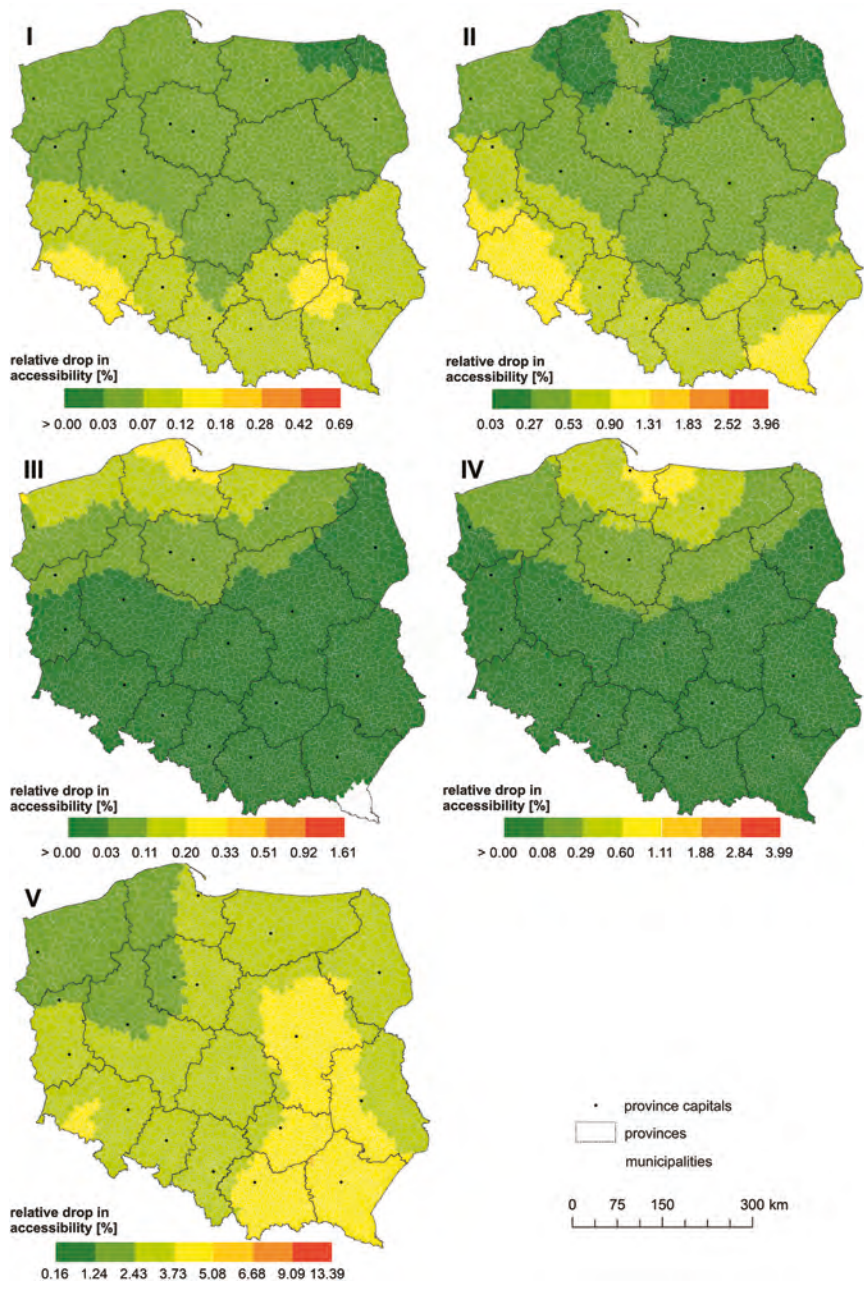 I
II
relative drop in
accessibility [%]
> 0.00 0.03 0.07 0.12 0.18 0.28 0.42 0.69
relative drop in
accessibility [%]
0.03 0.27 0.53 0.90 1.31 1.83 2.52 3.96
III
IV
relative drop in
accessibility [%]
> 0.00 0.03 0.11 0.20 0.33 0.51 0.92 1.61
relative drop in
accessibility [%]
> 0.00 0.08 0.29 0.60 1.11 1.88 2.84 3.99
V
relative drop in
accessibility [%]
0.16 1.24 2.43 3.73 5.08 6.68 9.09 13.39
province capitals
provinces
municipalities
0 75 150 300 km